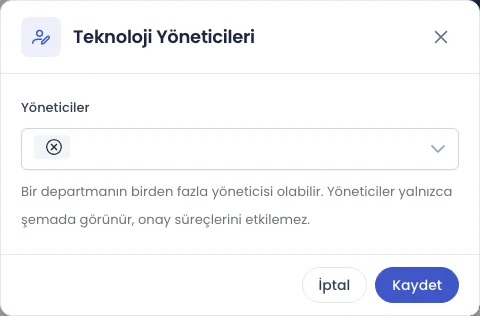 Teknoloji Yöneticileri
Yöneticiler
Bir departmanın birden fazla yöneticisi olabilir. Yöneticiler yalnızca
şemada görünür, onay süreçlerini etkilemez.
İptal
Kaydet